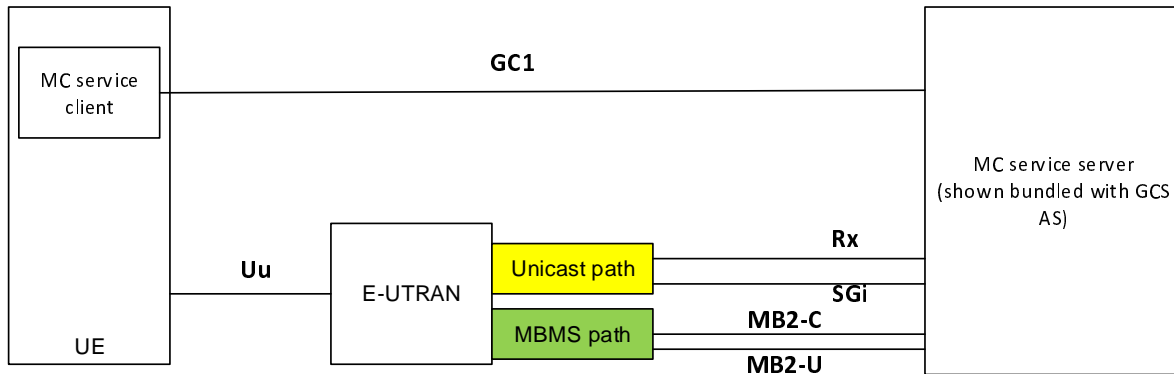 GC1
MC service
client
MC service server
(shown bundled with GCS
AS)
Rx
Uu
E-UTRAN
Unicast path
SGi
MB2-C
MBMS path
UE
MB2-U